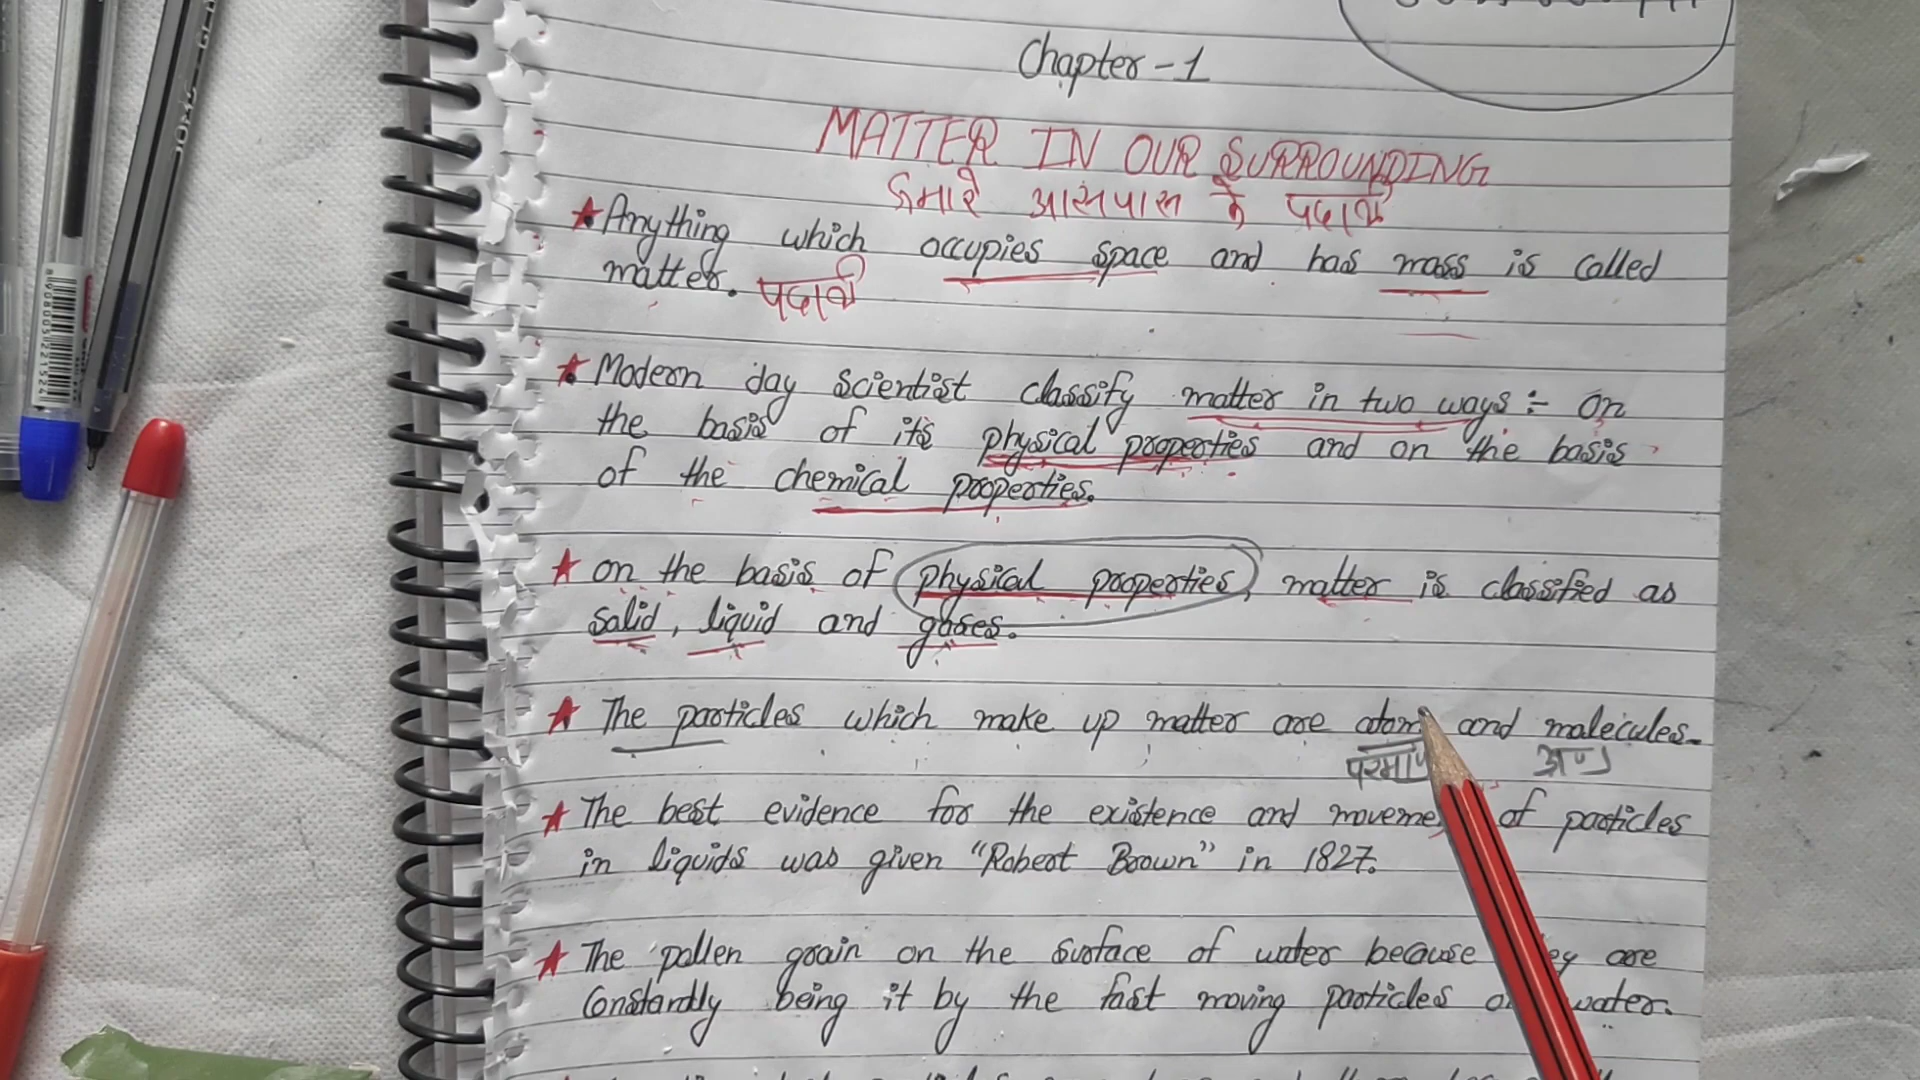 Chapter - 1
MATTER IN OUR SURROUNDING
हमारे आसपास के पदार्थ
★ Anything which occupies space and has mass is called
matter. पदार्थ
★ Modern day scientist classify matter in two ways :- On
the basis of its physical properties and on the basis
of the chemical properties.
★ on the basis of physical properties, matter is classified as
solid, liquid and gases.
★ The particles which make up matter are atom and molecules.
अणु
★ The best evidence for the existence and of particles
in liquids was given "Robert Brown" in 1827.
★ The pollen grain on the surface of water because are
Constantly being it by the fast moving particles water.